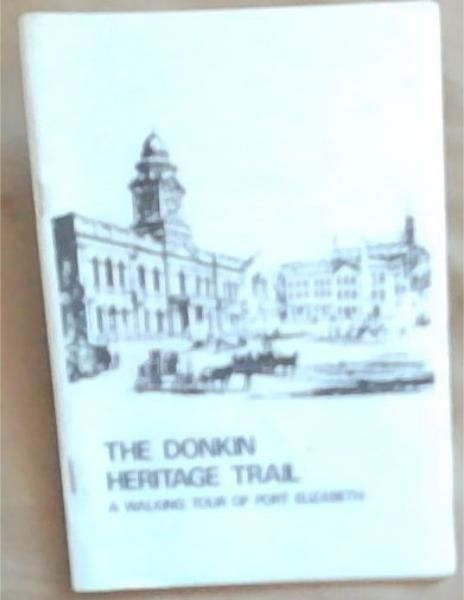 THE DONKIN
HERITAGE TRAIL
A WALKING TOUR OF PORT ELIZABETH